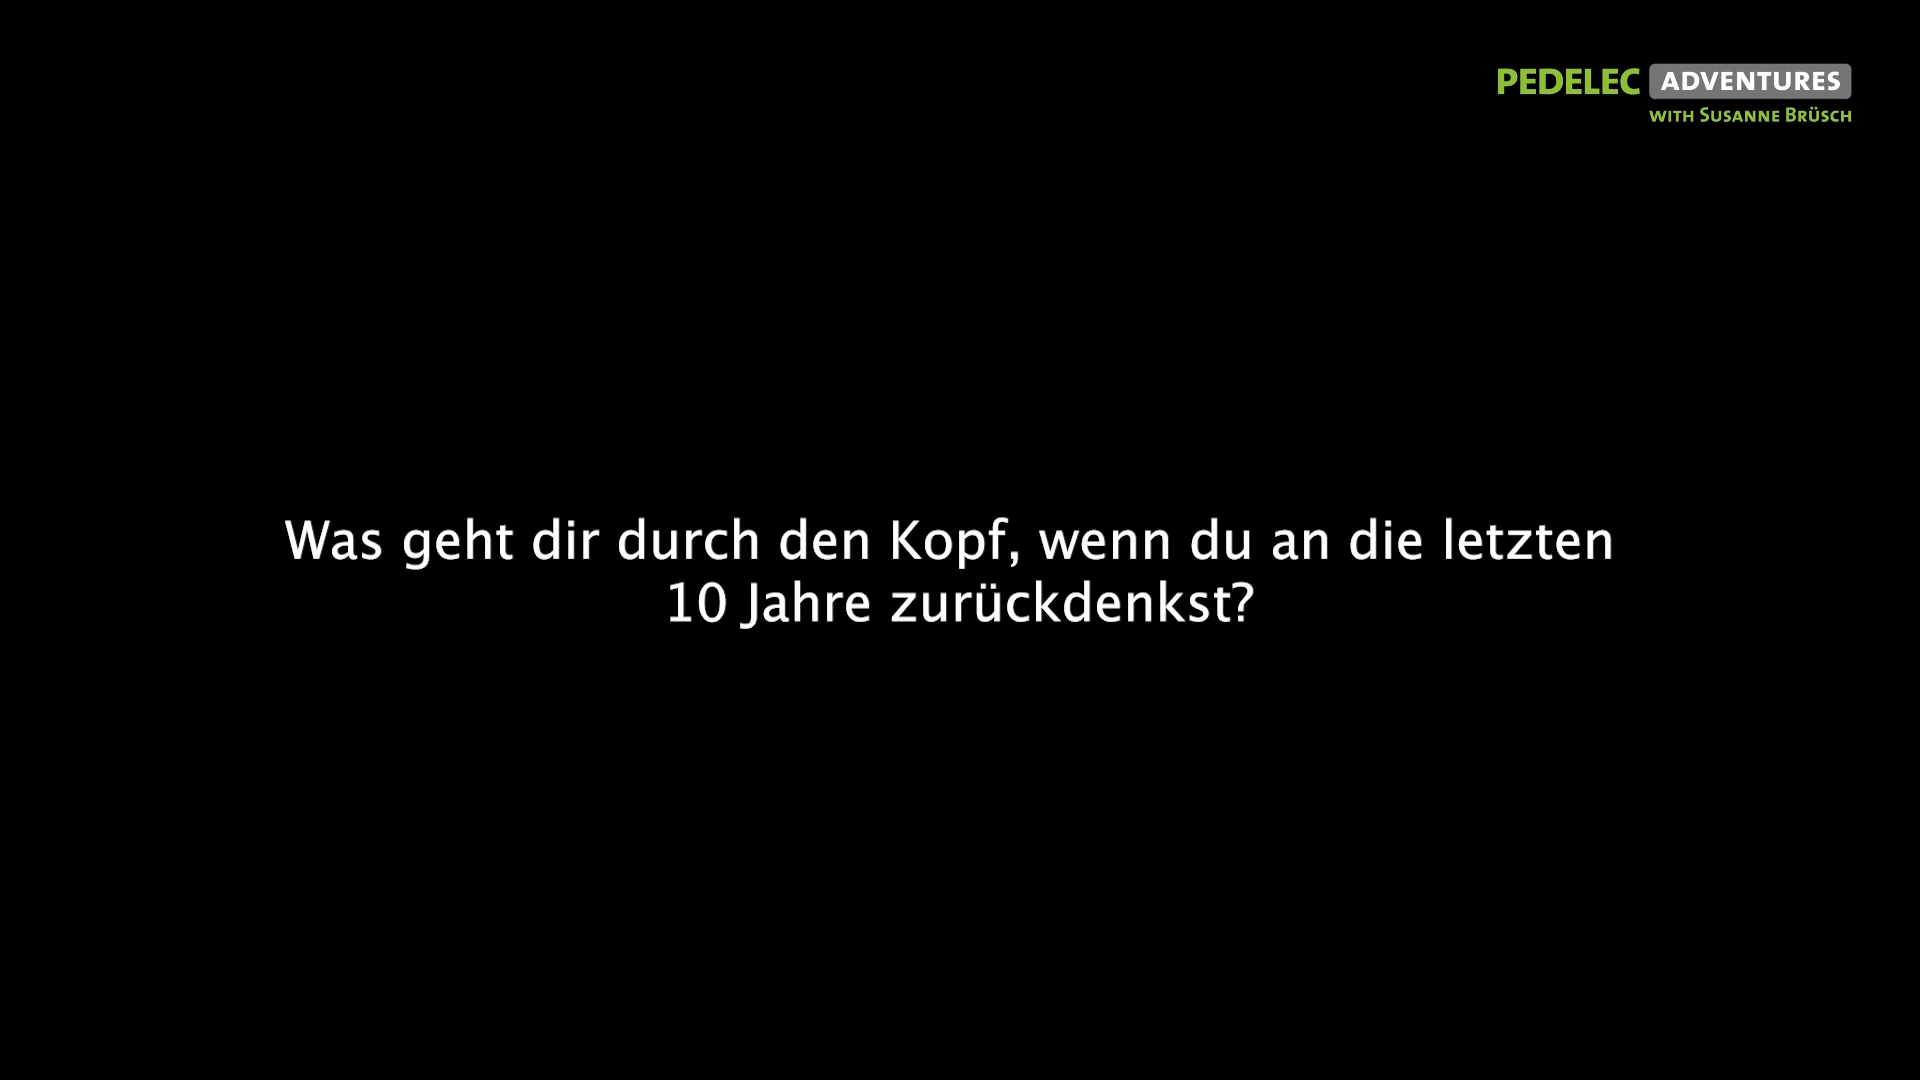 PEDELEC ADVENTURES
WITH SUSANNE BRÜSCH
Was geht dir durch den Kopf, wenn du an die letzten
10 Jahre zurückdenkst?